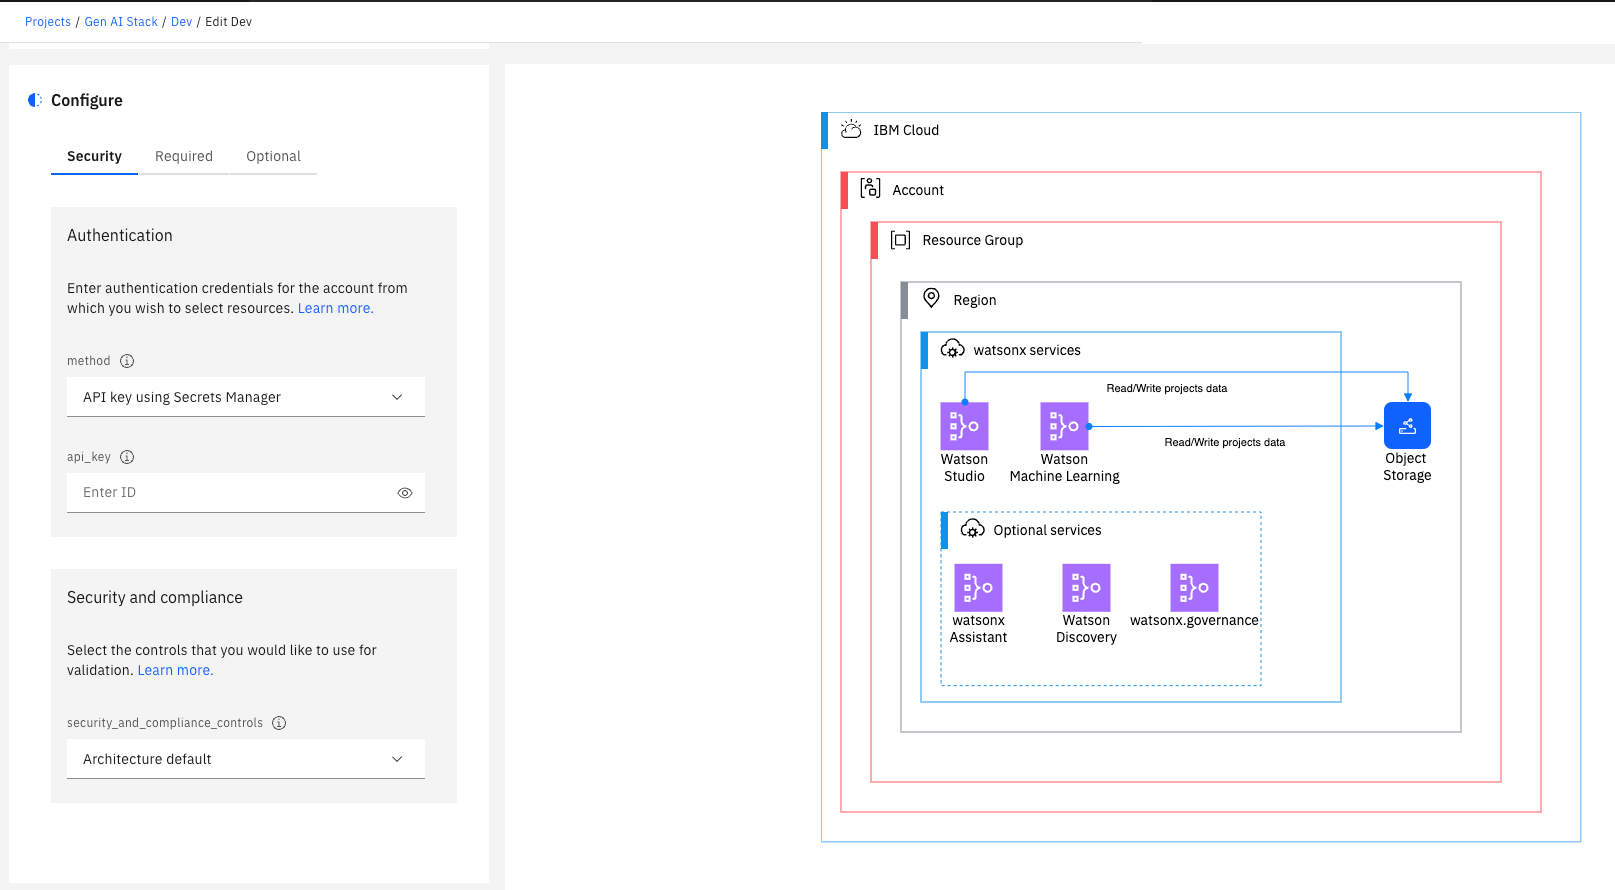 Projects / Gen AI Stack / Dev / Edit Dev
Configure
Security Required Optional
Authentication
Enter authentication credentials for the account from
which you wish to select resources. Learn more.
method
API key using Secrets Manager
api_key
Enter ID
Security and compliance
Select the controls that you would like to use for
validation. Learn more.
security_and_compliance_controls
Architecture default
IBM Cloud
Account
Resource Group
Region
watsonx services
Read/Write projects data
Read/Write projects data
Watson
Studio
Watson
Machine Learning
Object
Storage
Optional services
watsonx
Assistant
Watson
Discovery
watsonx.governance